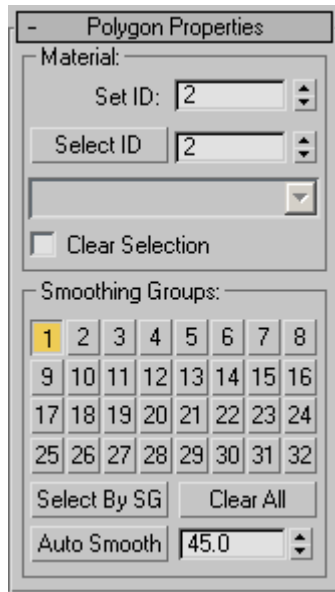 - Polygon Properties
Material:
Set ID: 2
Select ID 2
Clear Selection
Smoothing Groups:
1 2 3 4 5 6 7 8
9 10 11 12 13 14 15 16
17 18 19 20 21 22 23 24
25 26 27 28 29 30 31 32
Select By SG Clear All
Auto Smooth 45.0